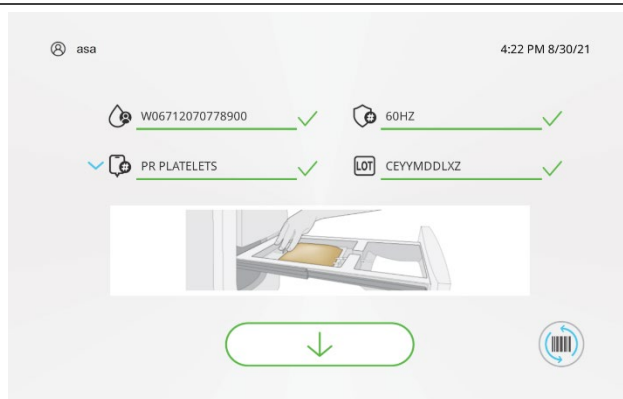 asa
4:22 PM 8/30/21
W06712070778900
60HZ
PR PLATELETS
LOT
CEYYMDDLXZ